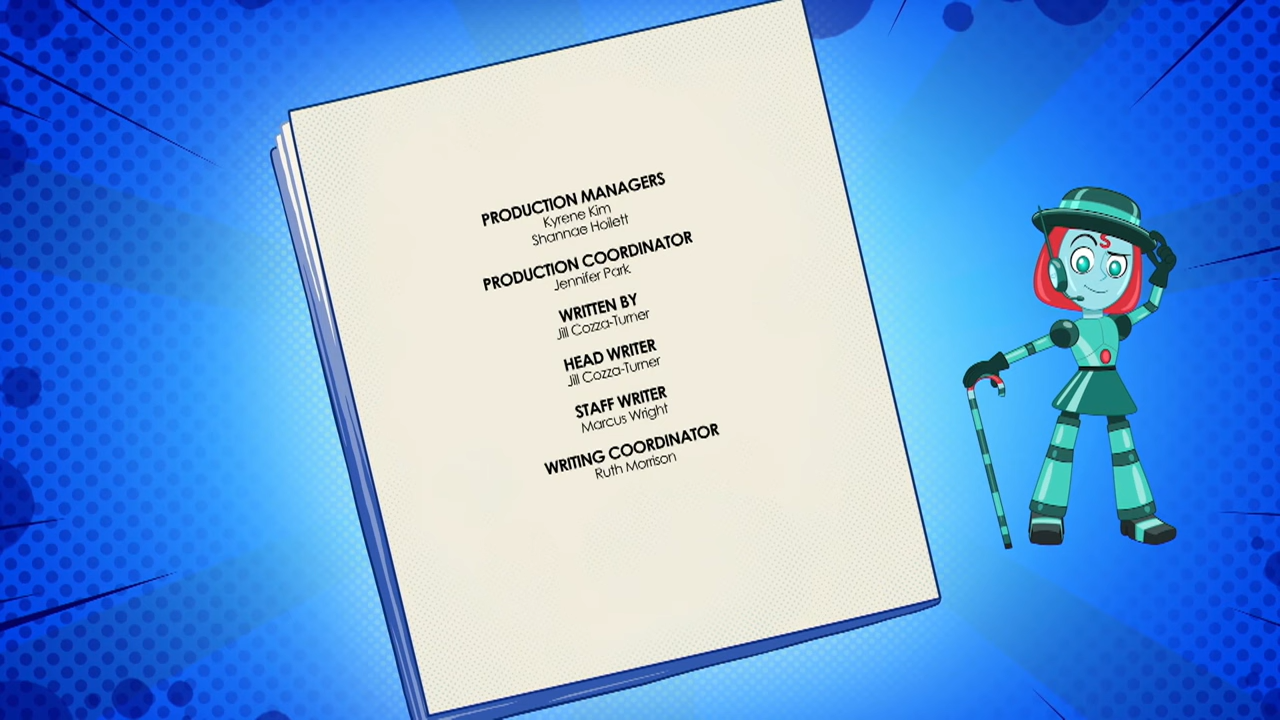 PRODUCTION MANAGERS
Kyrene Kim
Shannae Hollett
PRODUCTION COORDINATOR
Jennifer Park
WRITTEN BY
Jill Cozza-Turner
HEAD WRITER
Jill Cozza-Turner
STAFF WRITER
Marcus Wright
WRITING COORDINATOR
Ruth Morrison
S